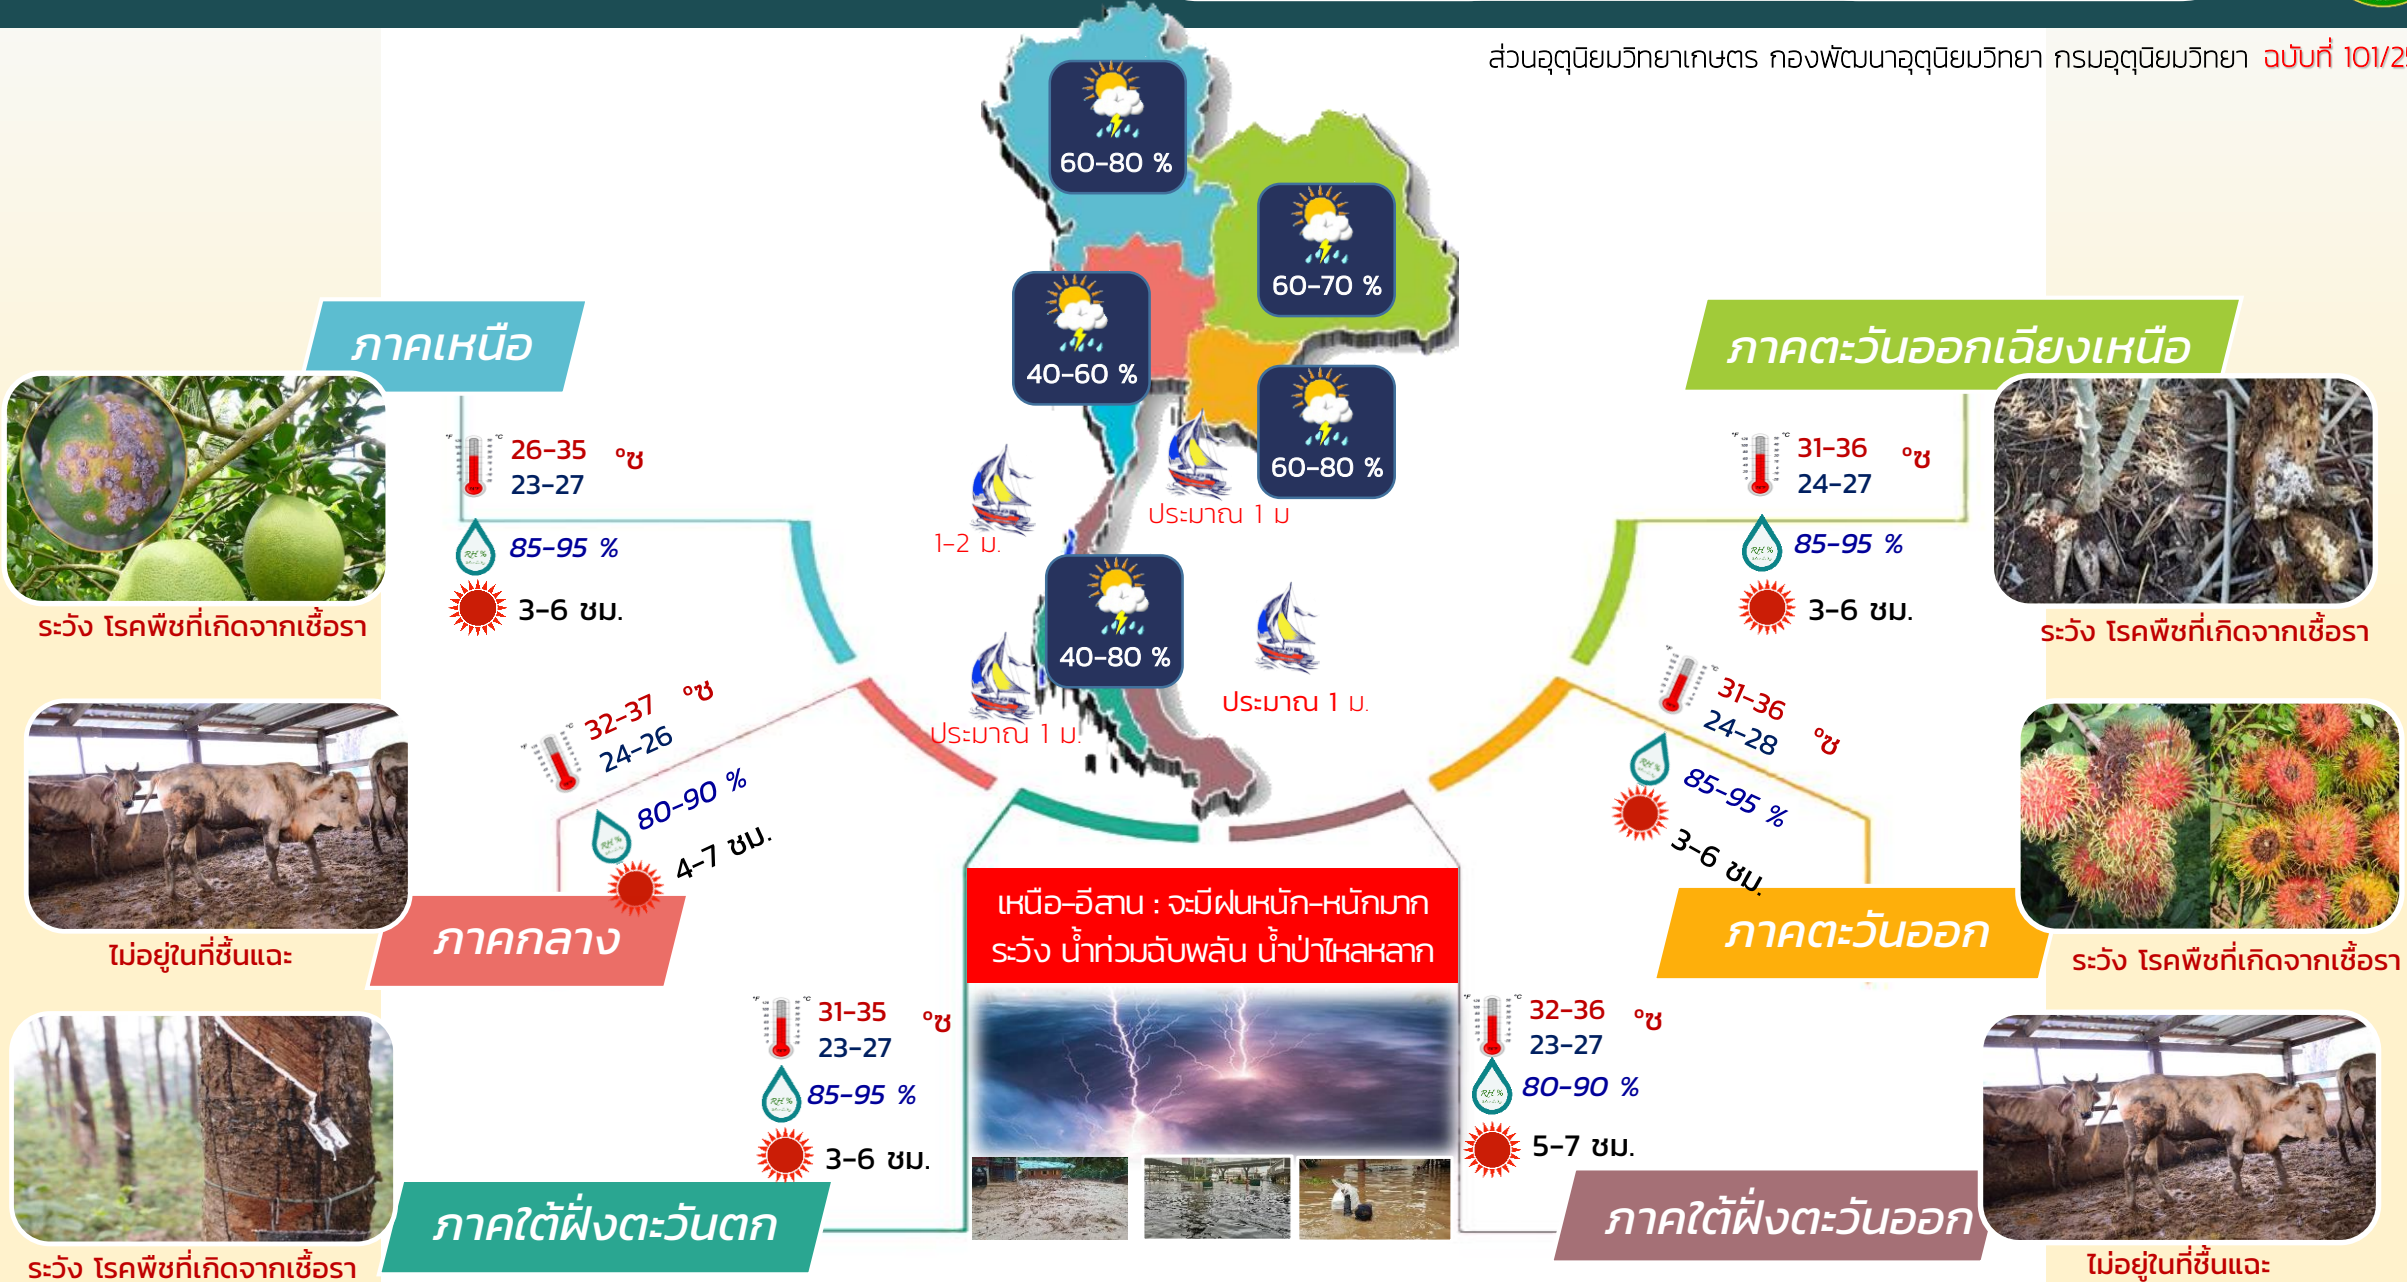 ส่วนอุตุนิยมวิทยาเกษตร กองพัฒนาอุตุนิยมวิทยา กรมอุตุนิยมวิทยา ฉบับที่ 101/25
60-80 %
60-70 %
40-60 %
60-80 %
ประมาณ 1 ม
1-2 ม.
40-80 %
ประมาณ 1 ม.
ประมาณ 1 ม.
ภาคเหนือ
26-35 °ซ
23-27
RH %
85-95 %
3-6 ชม.
ระวัง โรคพืชที่เกิดจากเชื้อรา
ภาคตะวันออกเฉียงเหนือ
31-36 °ซ
24-27
RH %
85-95 %
3-6 ชม.
ระวัง โรคพืชที่เกิดจากเชื้อรา
32-37 °ซ
24-26
RH %
80-90 %
4-7 ชม.
ภาคกลาง
ไม่อยู่ในที่ชื้นแฉะ
31-36 °ซ
24-28
RH %
85-95 %
3-6 ชม.
ภาคตะวันออก
ระวัง โรคพืชที่เกิดจากเชื้อรา
เหนือ-อีสาน : จะมีฝนหนัก-หนักมาก
ระวัง น้ำท่วมฉับพลัน น้ำป่าไหลหลาก
31-35 °ซ
23-27
RH %
85-95 %
3-6 ชม.
ภาคใต้ฝั่งตะวันตก
ระวัง โรคพืชที่เกิดจากเชื้อรา
32-36 °ซ
23-27
RH %
80-90 %
5-7 ชม.
ภาคใต้ฝั่งตะวันออก
ไม่อยู่ในที่ชื้นแฉะ